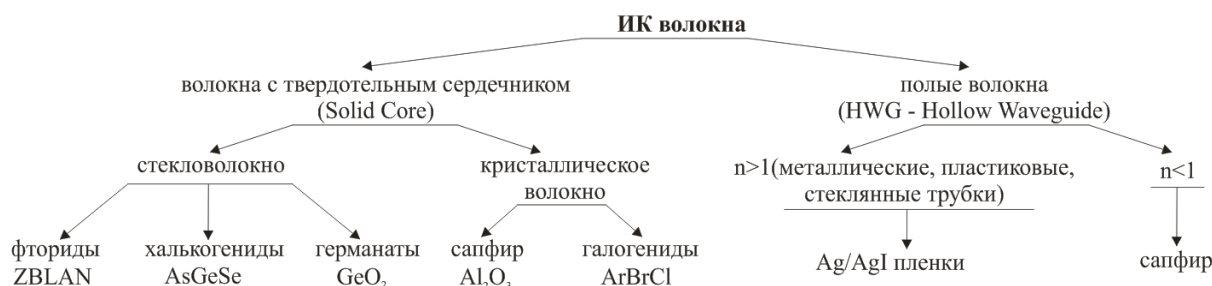 ИК волокна
волокна с твердотельным сердечником
(Solid Core)
полые волокна
(HWG - Hollow Waveguide)
стекловолокно
кристаллическое
волокно
n>1(металлические, пластиковые,
стеклянные трубки)
n<1
фториды
ZBLAN
халькогениды
AsGeSe
германаты
GeO₂
сапфир
Al₂O₃
галогениды
ArBrCl
Ag/AgI пленки
сапфир